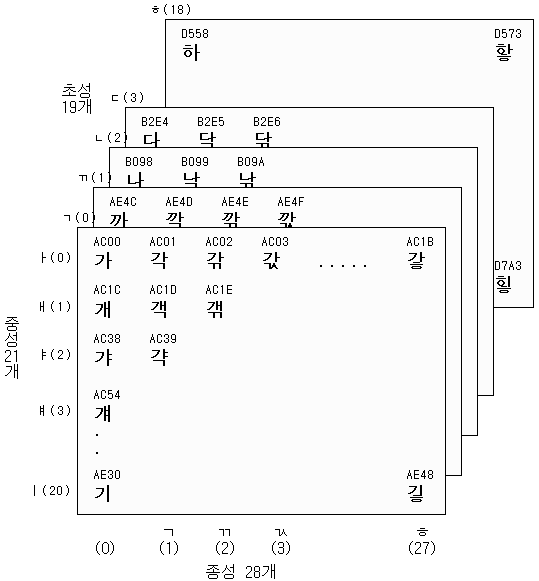 ㅎ(18)
D558 D573
하 핳
초성
19개
ㄷ(3)
B2E4 B2E5 B2E6
다 닥 닦
ㄴ(2)
B098 B099 B09A
나 낙 낚
ㄲ(1)
AE4C AE4D AE4E AE4F
까 깍 깎 깏
ㄱ(0)
AC00 AC01 AC02 AC03 AC1B
ㅏ(0) 가 각 갂 갃 ..... 갛
D7A3
힣
AC1C AC1D AC1E
ㅐ(1) 개 객 갞
중성
21
개
AC38 AC39
ㅑ(2) 갸 갹
AC54
ㅒ(3) 걔
.
.
AE30 AE48
ㅣ(20) 기 깋
ㄱ ㄲ ㄳ ㅎ
(0) (1) (2) (3) (27)
종성 28개